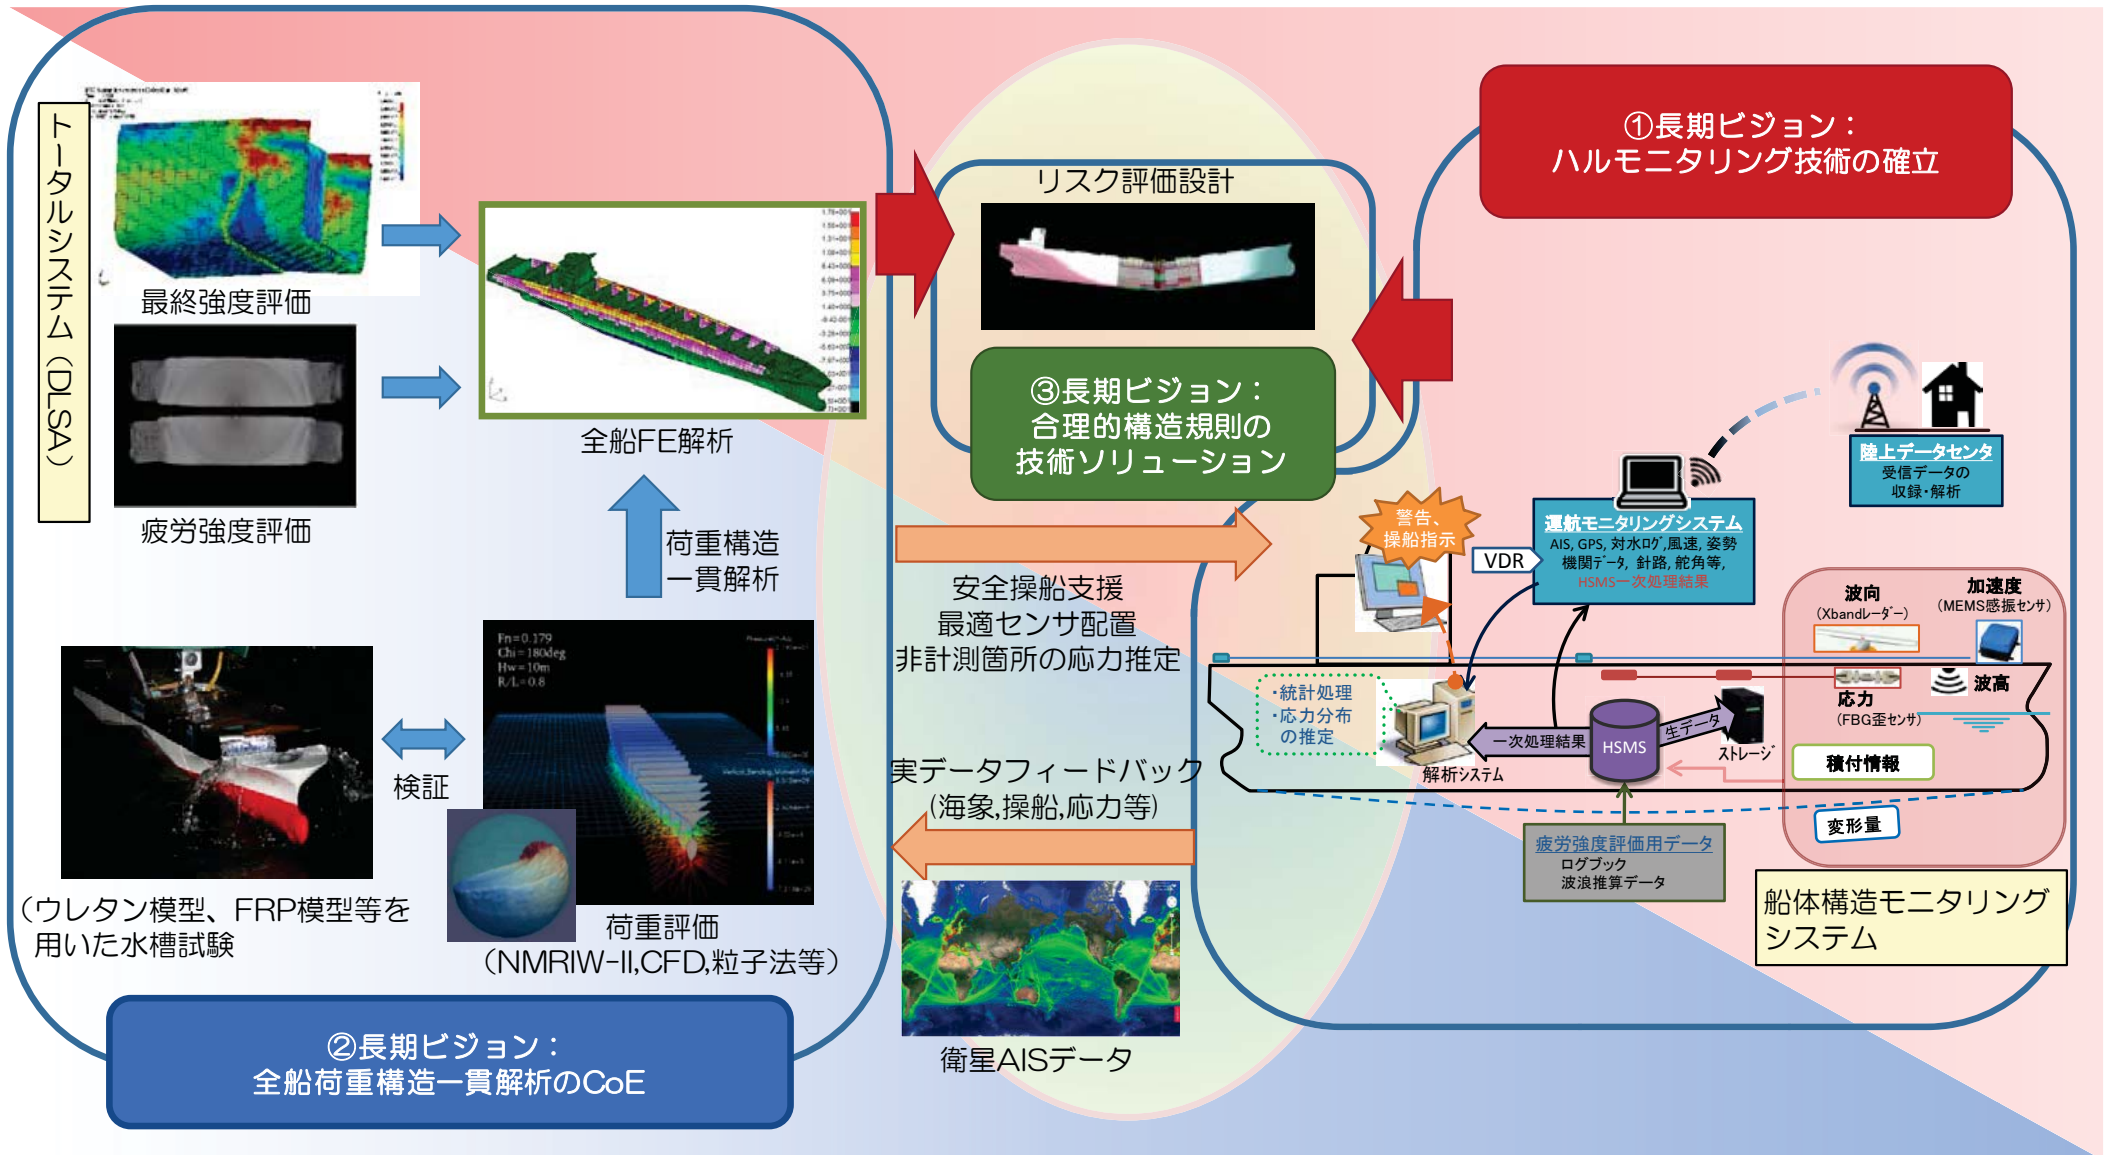 トータルシステム（DLSA）
最終強度評価
疲労強度評価
全船FE解析
荷重構造
一貫解析
Fn=0.179
Chi=180deg
Hw=10m
R/L=0.8
検証
（ウレタン模型、FRP模型等を
用いた水槽試験
荷重評価
（NMRIW-II,CFD,粒子法等）
②長期ビジョン：
全船荷重構造一貫解析のCoE
リスク評価設計
③長期ビジョン：
合理的構造規則の
技術ソリューション
安全操船支援
最適センサ配置
非計測箇所の応力推定
実データフィードバック
(海象,操船,応力等)
衛星AISデータ
①長期ビジョン：
ハルモニタリング技術の確立
陸上データセンタ
受信データの
収録・解析
警告、
操船指示
VDR
運航モニタリングシステム
AIS, GPS, 対水ﾛｸﾞ,風速, 姿勢
機関ﾃﾞｰﾀ, 針路, 舵角等,
HSMS一次処理結果
波向
(Xbandﾚｰﾀﾞｰ)
加速度
(MEMS感振ｾﾝｻ)
応力
(FBG歪ｾﾝｻ)
波高
・統計処理
・応力分布
の推定
解析ｼｽﾃﾑ
一次処理結果
HSMS
生データ
ｽﾄﾚｰｼﾞ
積付情報
変形量
疲労強度評価用データ
ログブック
波浪推算データ
船体構造モニタリング
システム